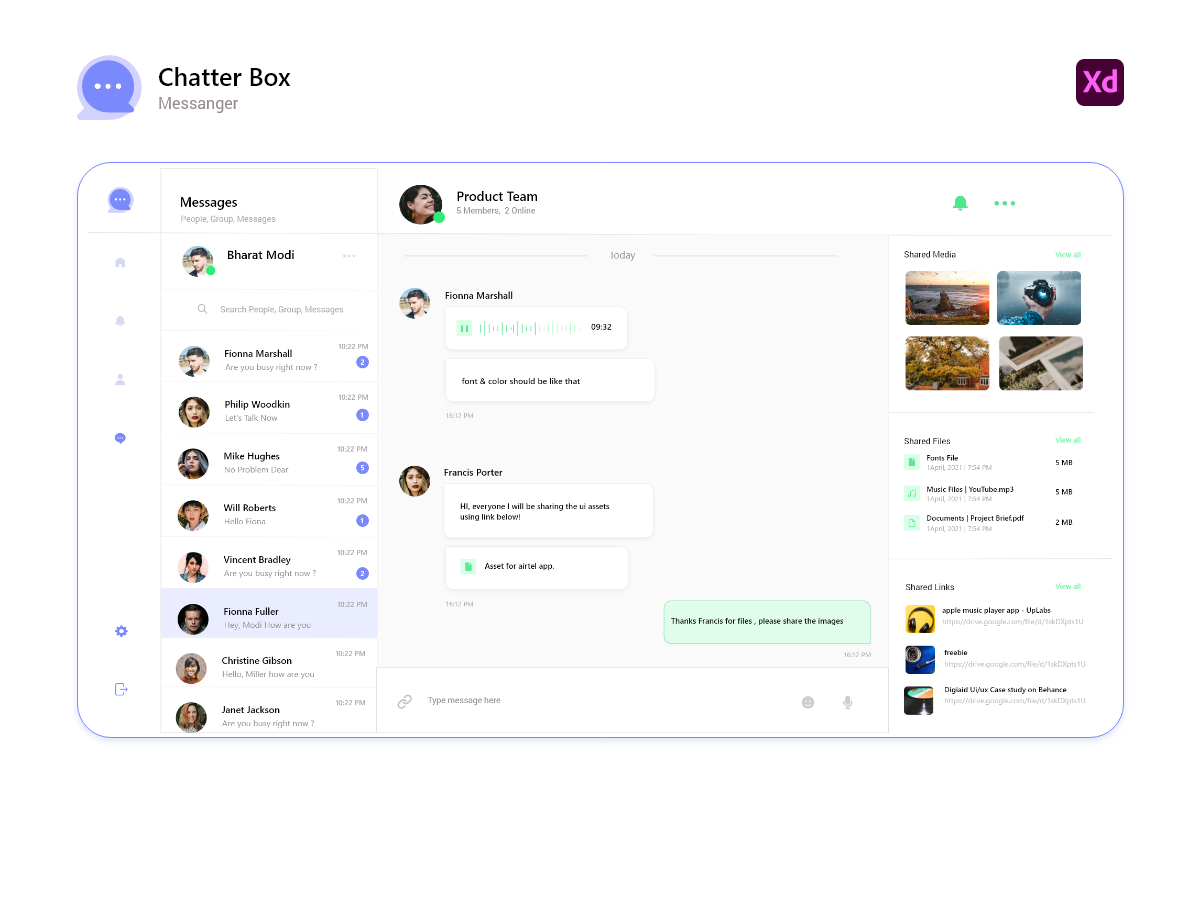 Chatter Box
Messanger
Xd
Messages
People, Group, Messages
Bharat Modi
Search People, Group, Messages
Fionna Marshall
10:22 PM
Are you busy right now ?
2
Philip Woodkin
10:22 PM
Let's Talk Now
1
Mike Hughes
10:22 PM
No Problem Dear
5
Will Roberts
10:22 PM
Hello Fiona
1
Vincent Bradley
10:22 PM
Are you busy right now ?
2
Fionna Fuller
10:22 PM
Hey, Modi How are you
Christine Gibson
10:22 PM
Hello, Miller how are you
Janet Jackson
10:22 PM
Are you busy right now ?
Product Team
5 Members, 2 Online
Today
Fionna Marshall
09:32
font & color should be like that
16:12 PM
Francis Porter
HI, everyone I will be sharing the ui assets
using link below!
Asset for airtel app.
16:12 PM
Thanks Francis for files , please share the images
16:12 PM
Type message here
Shared Media
View all
Shared Files
View all
Fonts File
1April, 2021 | 7:54 PM
5 MB
Music Files | YouTube.mp3
1April, 2021 | 7:54 PM
5 MB
Documents | Project Brief.pdf
1April, 2021 | 7:54 PM
2 MB
Shared Links
View all
apple music player app - UpLabs
https://drive.google.com/file/d/1skDXpts1U
freebie
https://drive.google.com/file/d/1skDXpts1U
Digiaid Ui/ux Case study on Behance
https://drive.google.com/file/d/1skDXpts1U